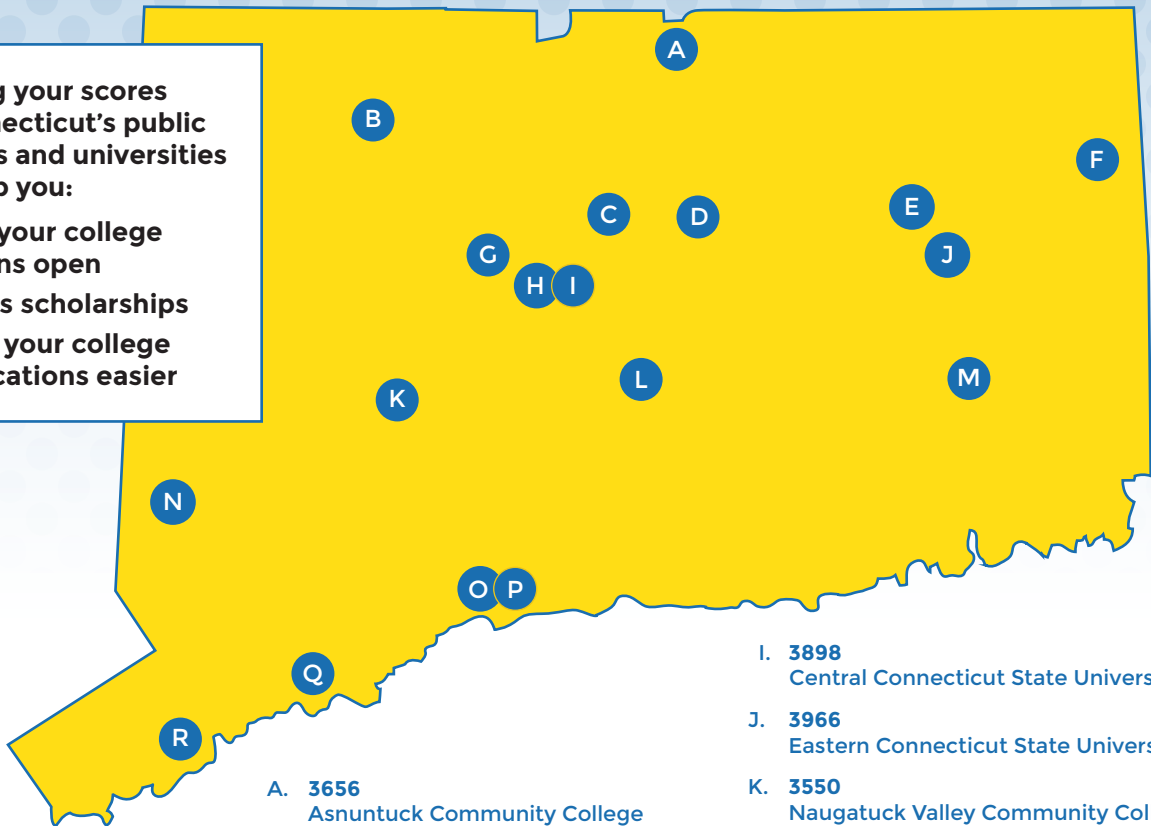 g your scores
necticut's public
s and universities
p you:
your college
ns open
s scholarships
your college
cations easier
A
B
F
C
D
E
G
J
H
I
L
M
K
N
O
P
Q
R
A. 3656
Asnuntuck Community College
I. 3898
Central Connecticut State Univers
J. 3966
Eastern Connecticut State Univers
K. 3550
Naugatuck Valley Community Col